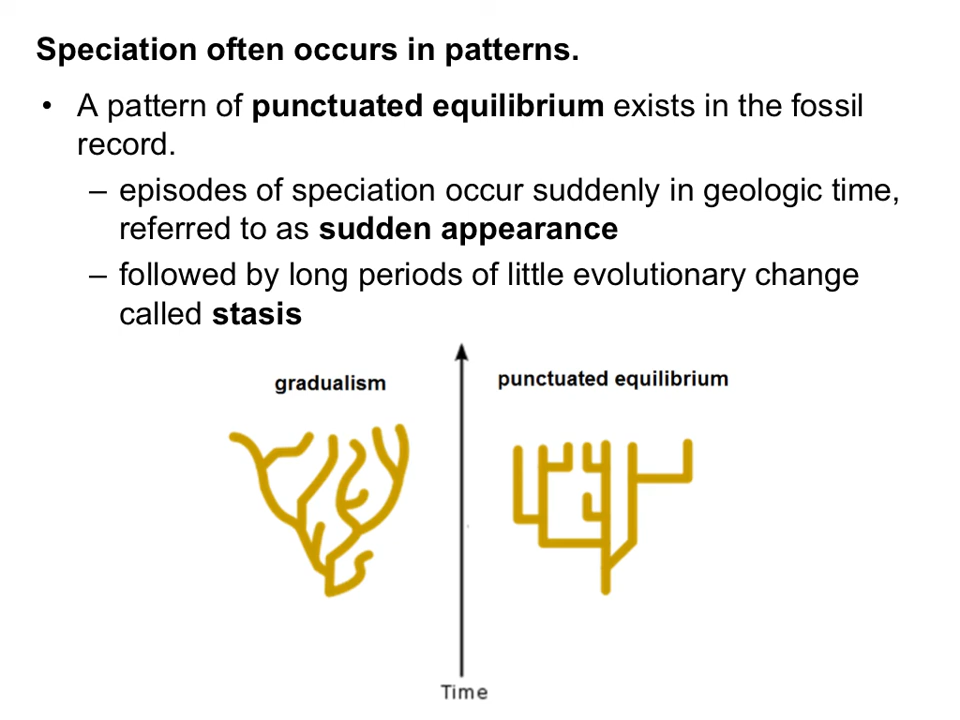 Speciation often occurs in patterns.
• A pattern of punctuated equilibrium exists in the fossil
record.
– episodes of speciation occur suddenly in geologic time,
referred to as sudden appearance
– followed by long periods of little evolutionary change
called stasis
gradualism
punctuated equilibrium
Time